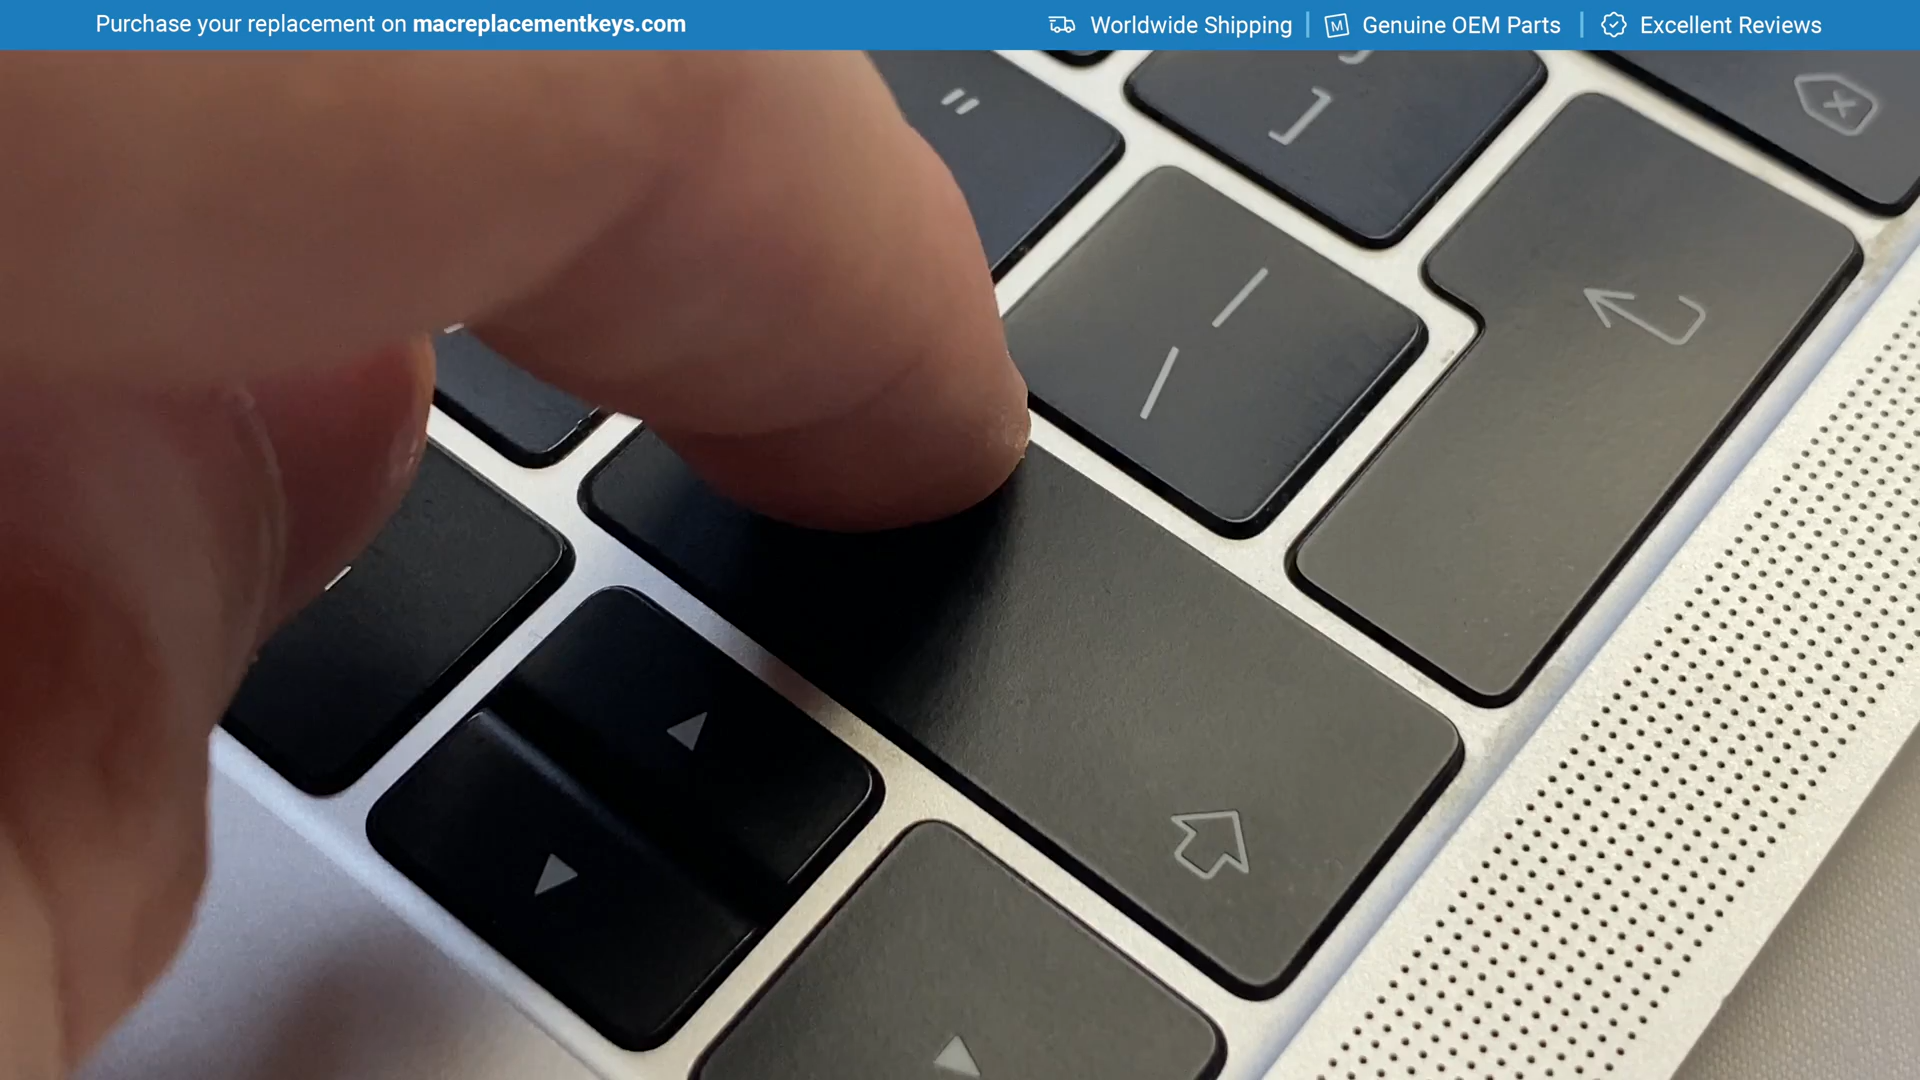 Purchase your replacement on macreplacementkeys.com
Worldwide Shipping
Genuine OEM Parts
Excellent Reviews
"
]
|
\